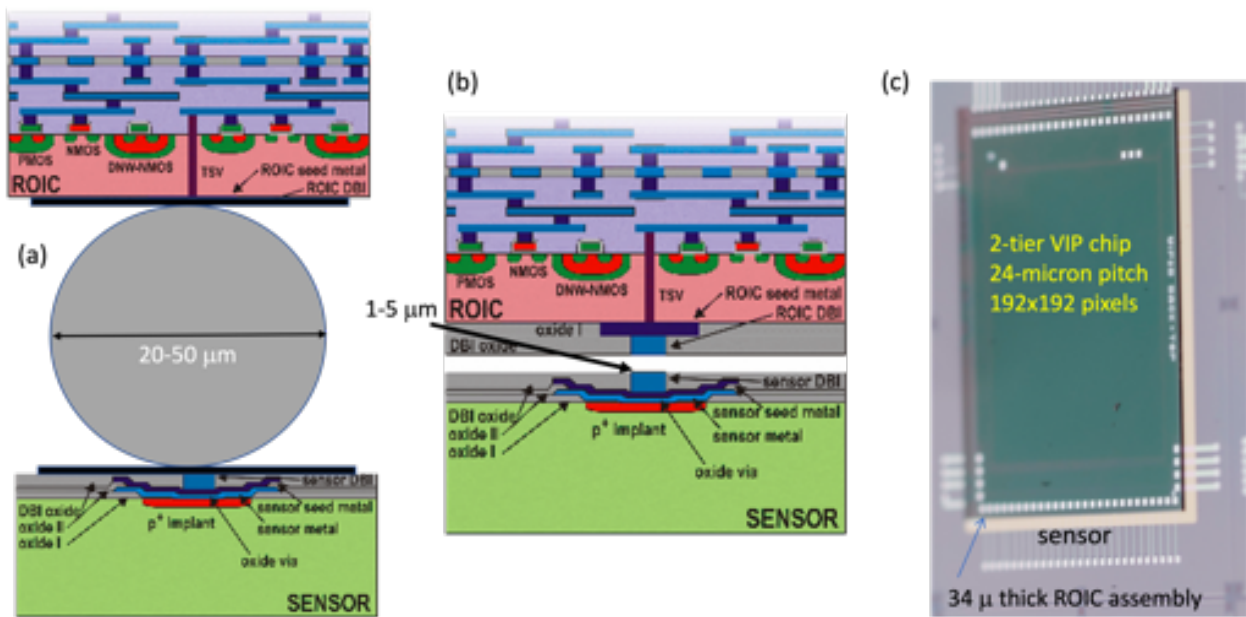 PMOS
NMOS
DNW-NMOS
TSV
ROIC seed metal
ROIC DBI
ROIC
(a)
20-50 µm
sensor DBI
DBI oxide
oxide II
oxide I
p+ implant
sensor seed metal
sensor metal
oxide via
SENSOR
(b)
PMOS
NMOS
DNW-NMOS
TSV
ROIC seed metal
ROIC DBI
ROIC
1-5 µm
oxide I
DBI oxide
sensor DBI
DBI oxide
oxide II
oxide I
p+ implant
sensor seed metal
sensor metal
oxide via
SENSOR
(c)
2-tier VIP chip
24-micron pitch
192x192 pixels
sensor
34 µ thick ROIC assembly